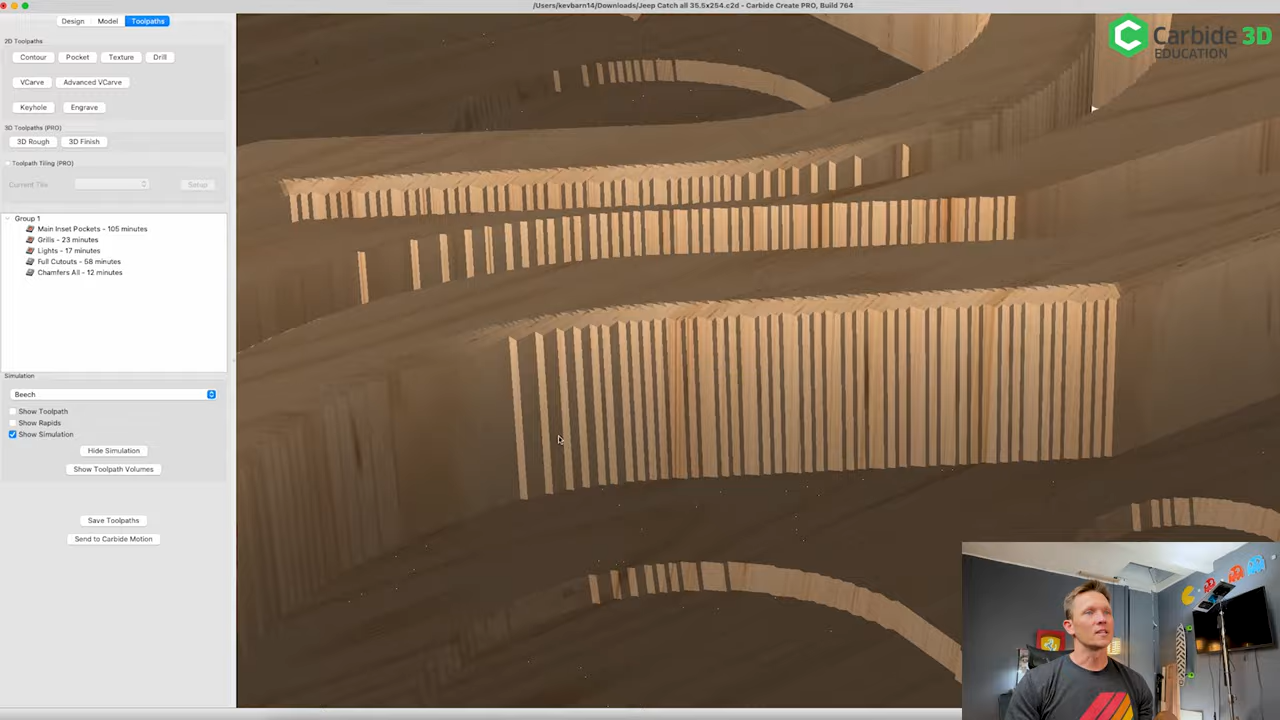 /Users/kevbarn14/Downloads/Jeep Catch all 35.5x254.c2d - Carbide Create PRO, Build 764
Design Model Toolpaths
Carbide 3D
EDUCATION
2D Toolpaths
Contour Pocket Texture Drill
VCarve Advanced VCarve
Keyhole Engrave
3D Toolpaths (PRO)
3D Rough 3D Finish
Toolpath Tiling (PRO)
Current Tile Setup
Group 1
Main Inset Pockets - 105 minutes
Grills - 23 minutes
Lights - 17 minutes
Full Cutouts - 58 minutes
Chamfers All - 12 minutes
Simulation
Beech
Show Toolpath
Show Rapids
Show Simulation
Hide Simulation
Show Toolpath Volumes
Save Toolpaths
Send to Carbide Motion